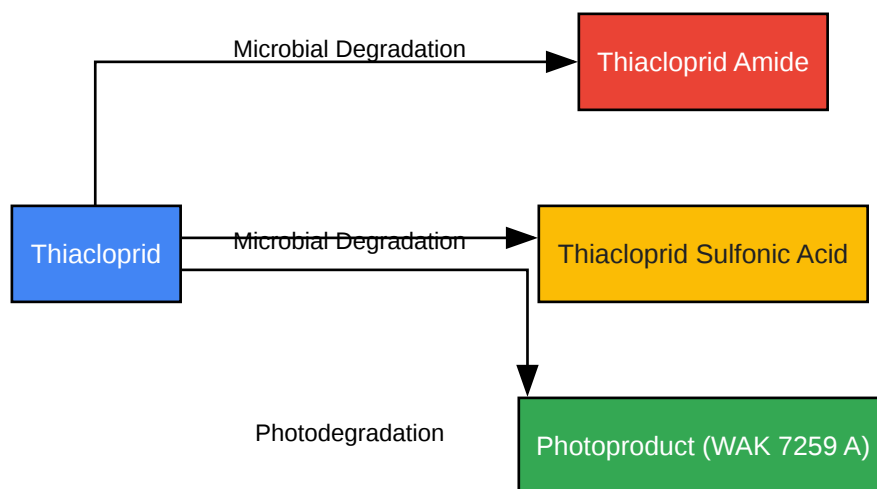 Microbial Degradation
Thiacloprid Amide
Thiacloprid
Microbial Degradation
Thiacloprid Sulfonic Acid
Photodegradation
Photoproduct (WAK 7259 A)